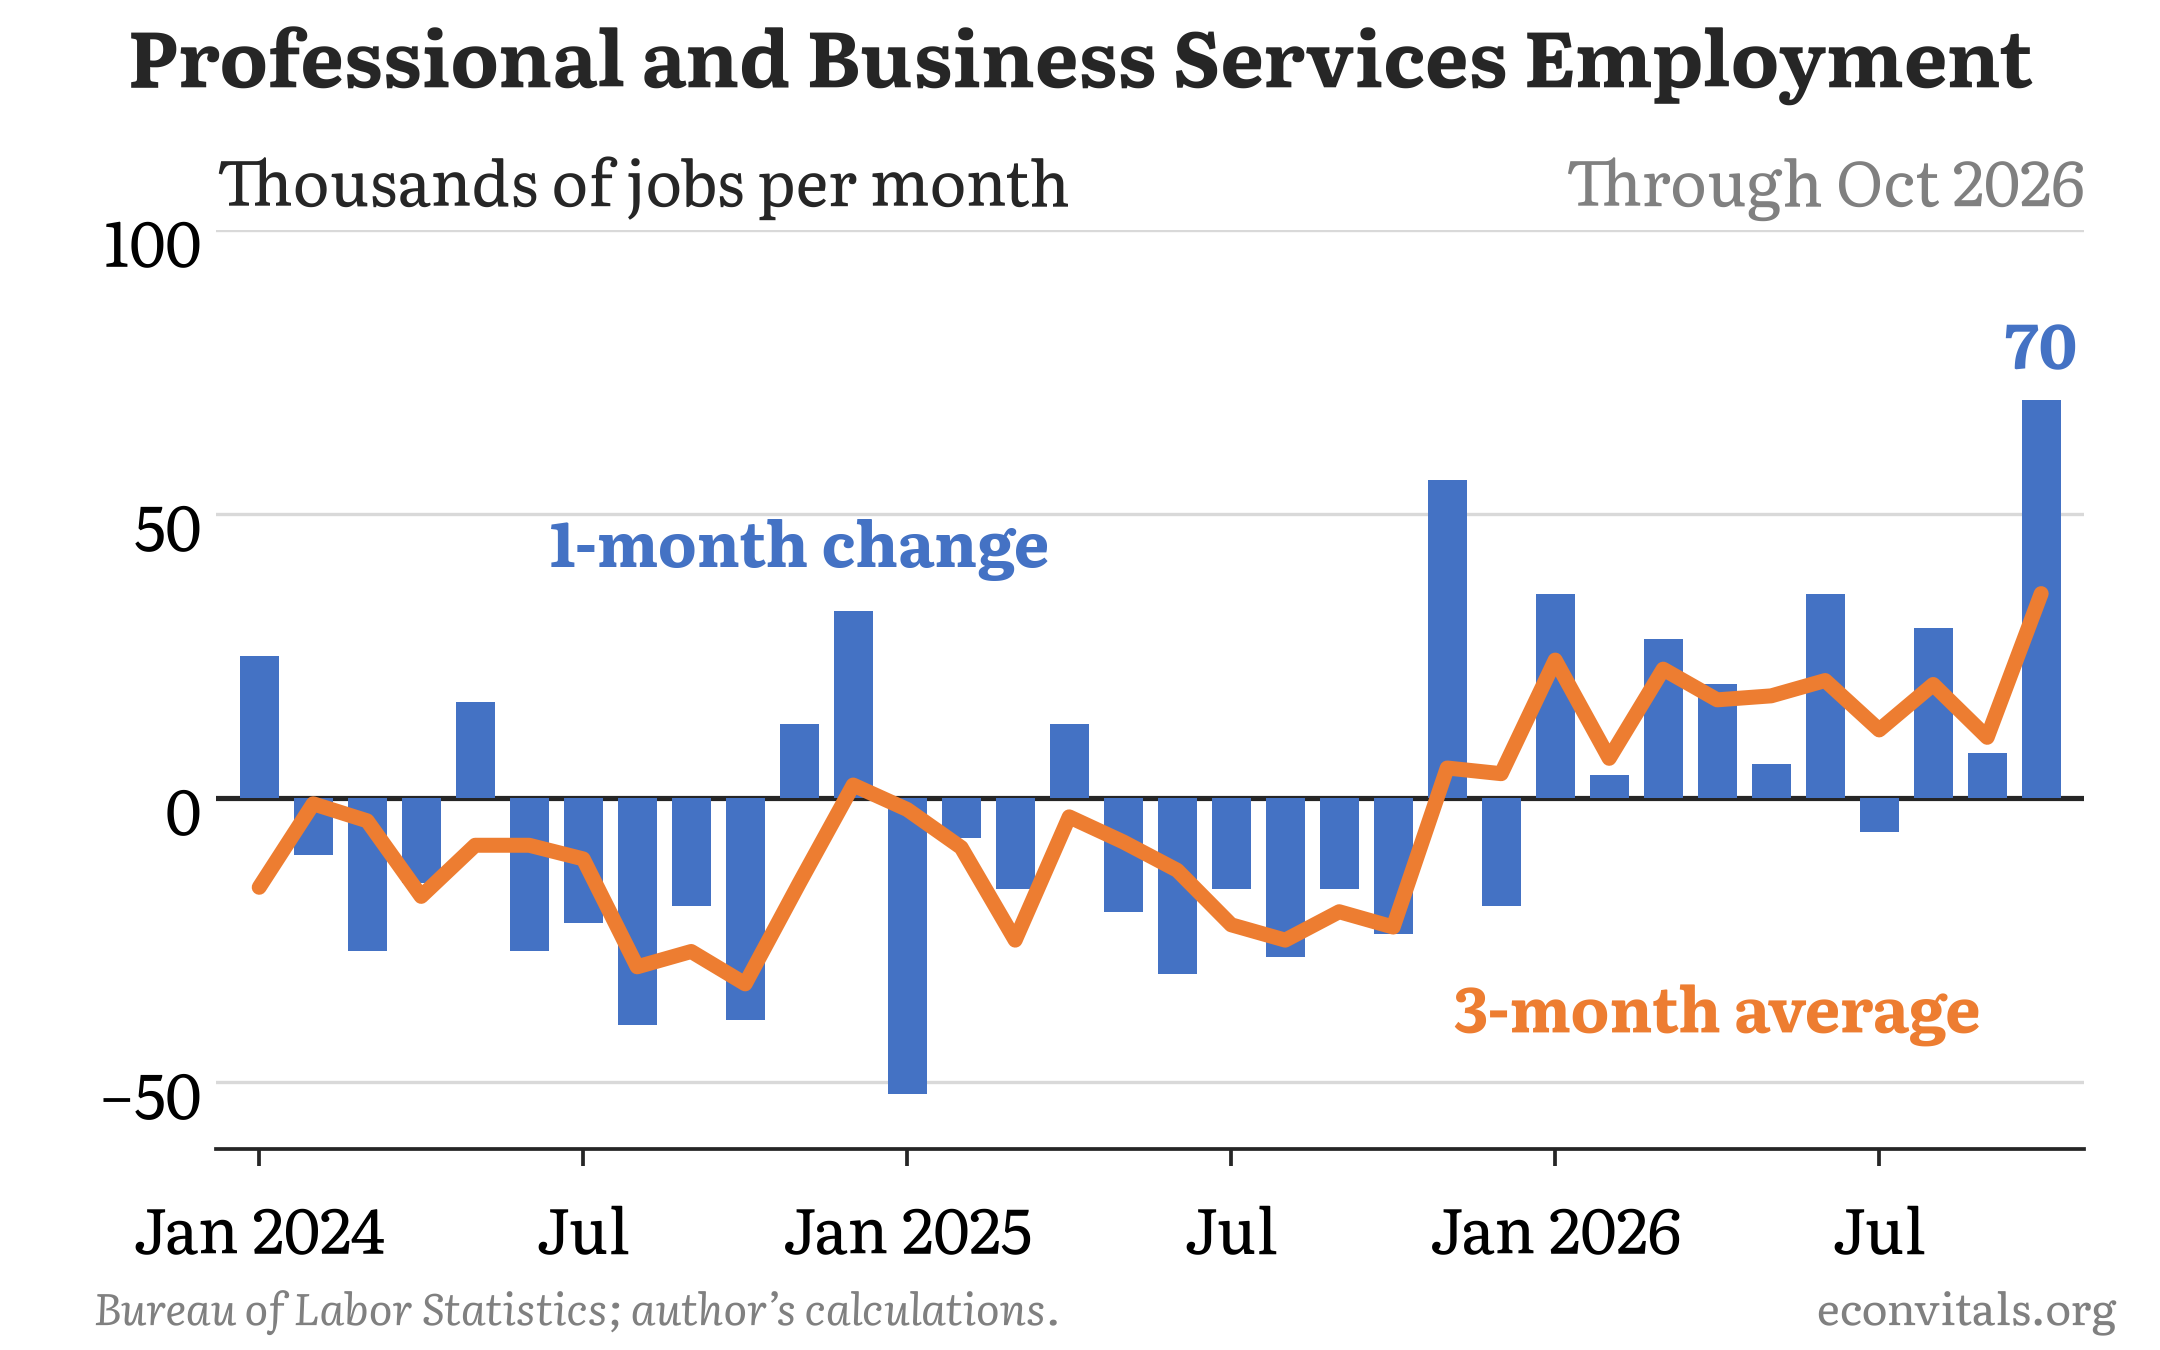 Professional and Business Services Employment
Thousands of jobs per month
Through Oct 2026
100
70
50
1-month change
0
3-month average
–50
Jan 2024
Jul
Jan 2025
Jul
Jan 2026
Jul
Bureau of Labor Statistics; author’s calculations.
econvitals.org